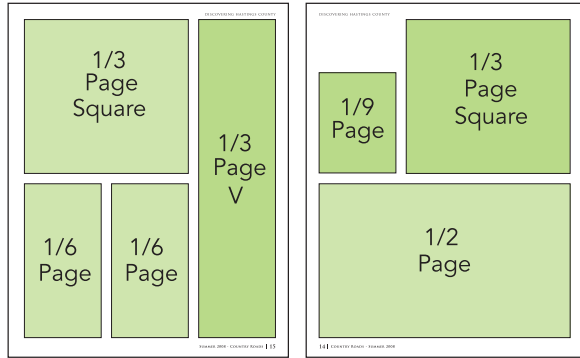 DISCOVERING HASTINGS COUNTY
1/3
Page
Square
1/3
Page
V
1/6
Page
1/6
Page
SUMMER 2008 • COUNTRY ROADS | 15
DISCOVERING HASTINGS COUNTY
1/9
Page
1/3
Page
Square
1/2
Page
14 | COUNTRY ROADS • SUMMER 2008